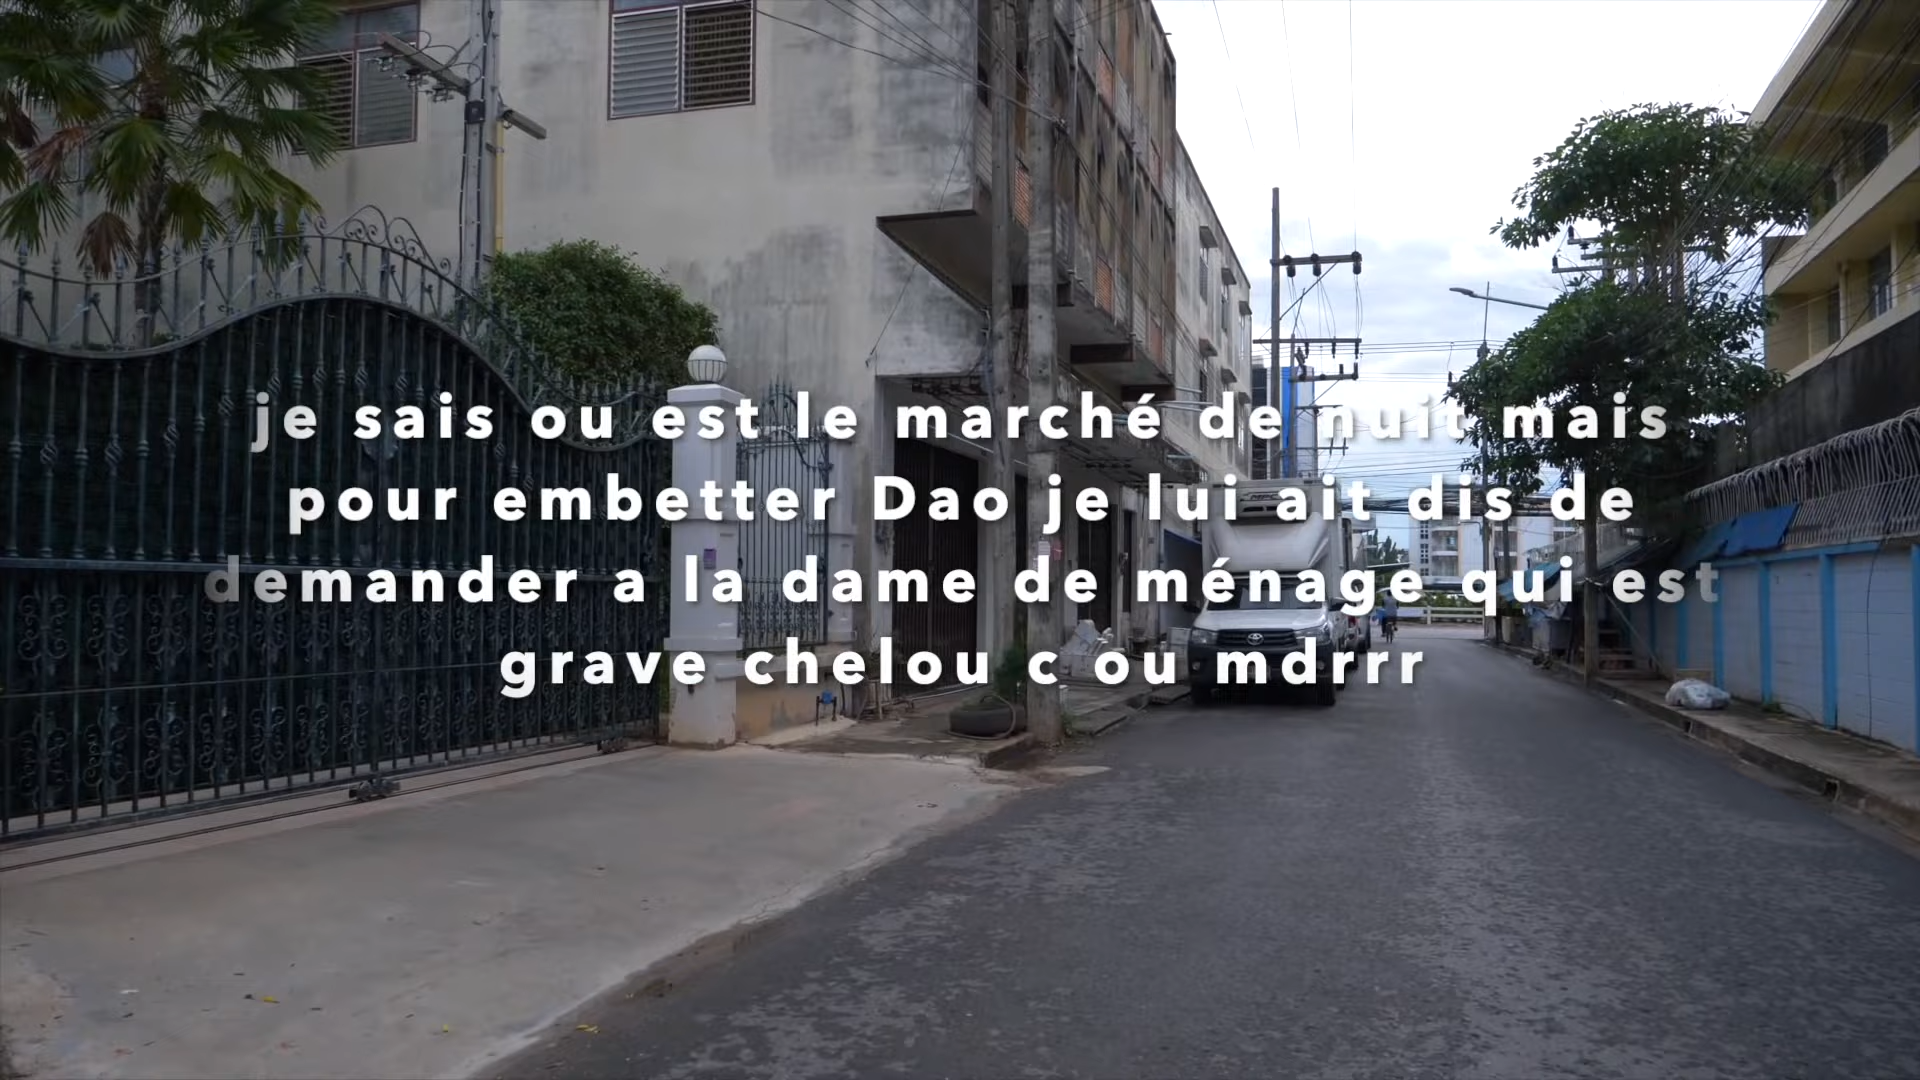 je sais ou est le marché de nuit mais
pour embetter Dao je lui ait dis de
demander a la dame de ménage qui est
grave chelou c ou mdrrr